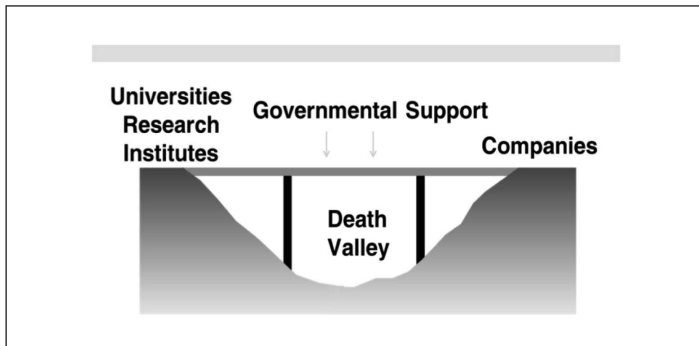 Universities
Research
Institutes
Governmental Support
Companies
Death
Valley